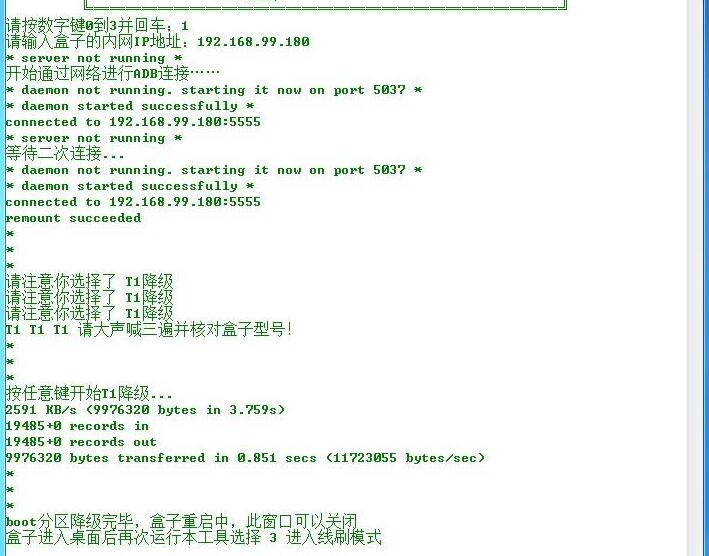 请按数字键0到3并回车: 1
请输入盒子的内网IP地址: 192.168.99.180
* server not running *
开始通过网络进行ADB连接……
* daemon not running. starting it now on port 5037 *
* daemon started successfully *
connected to 192.168.99.180:5555
* server not running *
等待二次连接...
* daemon not running. starting it now on port 5037 *
* daemon started successfully *
connected to 192.168.99.180:5555
remount succeeded
*
*
*
请注意你选择了 T1降级
请注意你选择了 T1降级
请注意你选择了 T1降级
T1 T1 T1 请大声喊三遍并核对盒子型号!
*
*
*
按任意键开始T1降级...
2591 KB/s (9976320 bytes in 3.759s)
19485+0 records in
19485+0 records out
9976320 bytes transferred in 0.851 secs (11723055 bytes/sec)
*
*
*
boot分区降级完毕, 盒子重启中, 此窗口可以关闭
盒子进入桌面后再次运行本工具选择 3 进入线刷模式